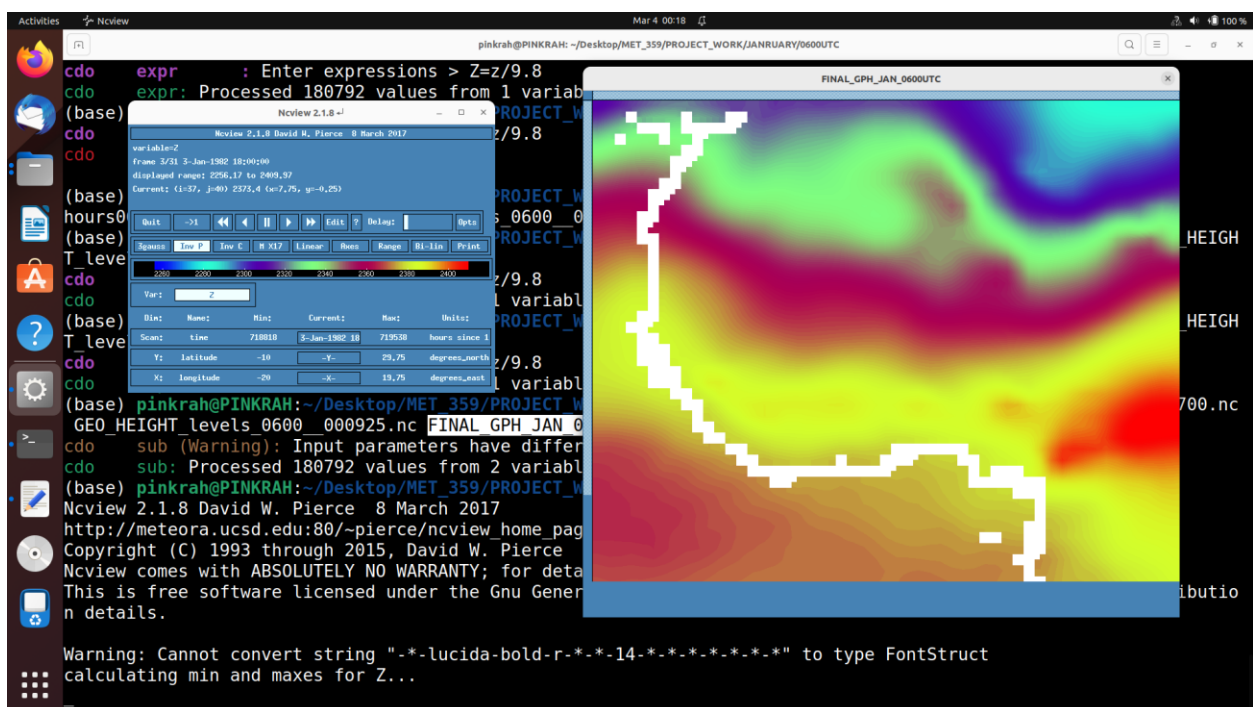 Activities Ncview Mar 4 00:18 100 %
pinkrah@PINKRAH: ~/Desktop/MET_359/PROJECT_WORK/JANRUARY/0600UTC
cdo expr : Enter expressions > Z=z/9.8
cdo expr: Processed 180792 values from 1 variab
(base) PROJECT_W
cdo z/9.8
cdo
(base) PROJECT_W
hours0 s_0600__0
(base) PROJECT_W _HEIGH
T_leve
cdo z/9.8
cdo 1 variabl
(base) PROJECT_W _HEIGH
T_leve
cdo z/9.8
cdo 1 variabl
(base) pinkrah@PINKRAH:~/Desktop/MET_359/PROJECT_W 700.nc
GEO_HEIGHT_levels_0600__000925.nc FINAL_GPH_JAN_0
cdo sub (Warning): Input parameters have differ
cdo sub: Processed 180792 values from 2 variabl
(base) pinkrah@PINKRAH:~/Desktop/MET_359/PROJECT_W
Ncview 2.1.8 David W. Pierce 8 March 2017
http://meteora.ucsd.edu:80/~pierce/ncview_home_pag
Copyright (C) 1993 through 2015, David W. Pierce
Ncview comes with ABSOLUTELY NO WARRANTY; for deta
This is free software licensed under the Gnu Gener ibutio
n details.
Warning: Cannot convert string "-*-lucida-bold-r-*-*-14-*-*-*-*-*-*-*" to type FontStruct
calculating min and maxes for Z...
Ncview 2.1.8
Ncview 2.1.8 David W. Pierce 8 March 2017
variable=Z
frame 3/31 3-Jan-1982 18:00:00
displayed range: 2256.17 to 2409.97
Current: (i=37, j=40) 2373.4 (x=7.75, y=-0.25)
Quit ->1 Edit ? Delay: Opts
3gauss Inv P Inv C M X17 Linear Axes Range Bi-lin Print
2260 2280 2300 2320 2340 2360 2380 2400
Var: Z
Dim: Name: Min: Current: Max: Units:
Scan: time 718818 3-Jan-1982 18 719538 hours since 1
Y: latitude -10 -Y- 29.75 degrees_north
X: longitude -20 -X- 19.75 degrees_east
FINAL_GPH_JAN_0600UTC